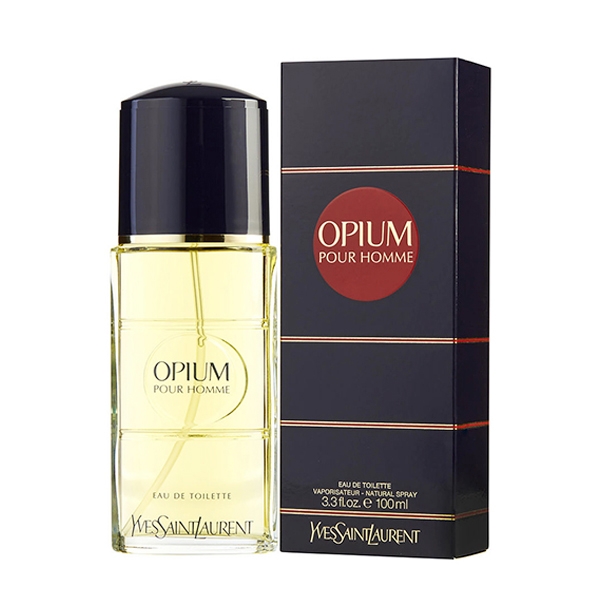 OPIUM
POUR HOMME
EAU DE TOILETTE
YVESSAINTLAURENT
OPIUM
POUR HOMME
EAU DE TOILETTE
VAPORISATEUR - NATURAL SPRAY
3.3 fl.oz. e 100ml
YVESSAINTLAURENT